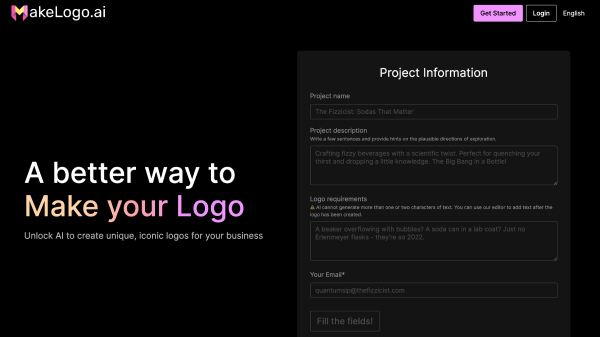 MakeLogo.ai
Get Started
Login
English
A better way to
Make your Logo
Unlock AI to create unique, iconic logos for your business
Project Information
Project name
The Fizzicist: Sodas That Matter
Project description
Write a few sentences and provide hints on the plausible directions of exploration.
Crafting fizzy beverages with a scientific twist. Perfect for quenching your
thirst and dropping a little knowledge. The Big Bang in a Bottle!
Logo requirements
⚠ AI cannot generate more than one or two characters of text. You can use our editor to add text after the
logo has been created.
A beaker overflowing with bubbles? A soda can in a lab coat? Just no
Erlenmeyer flasks - they're so 2022.
Your Email*
quantumsip@thefizzicist.com
Fill the fields!